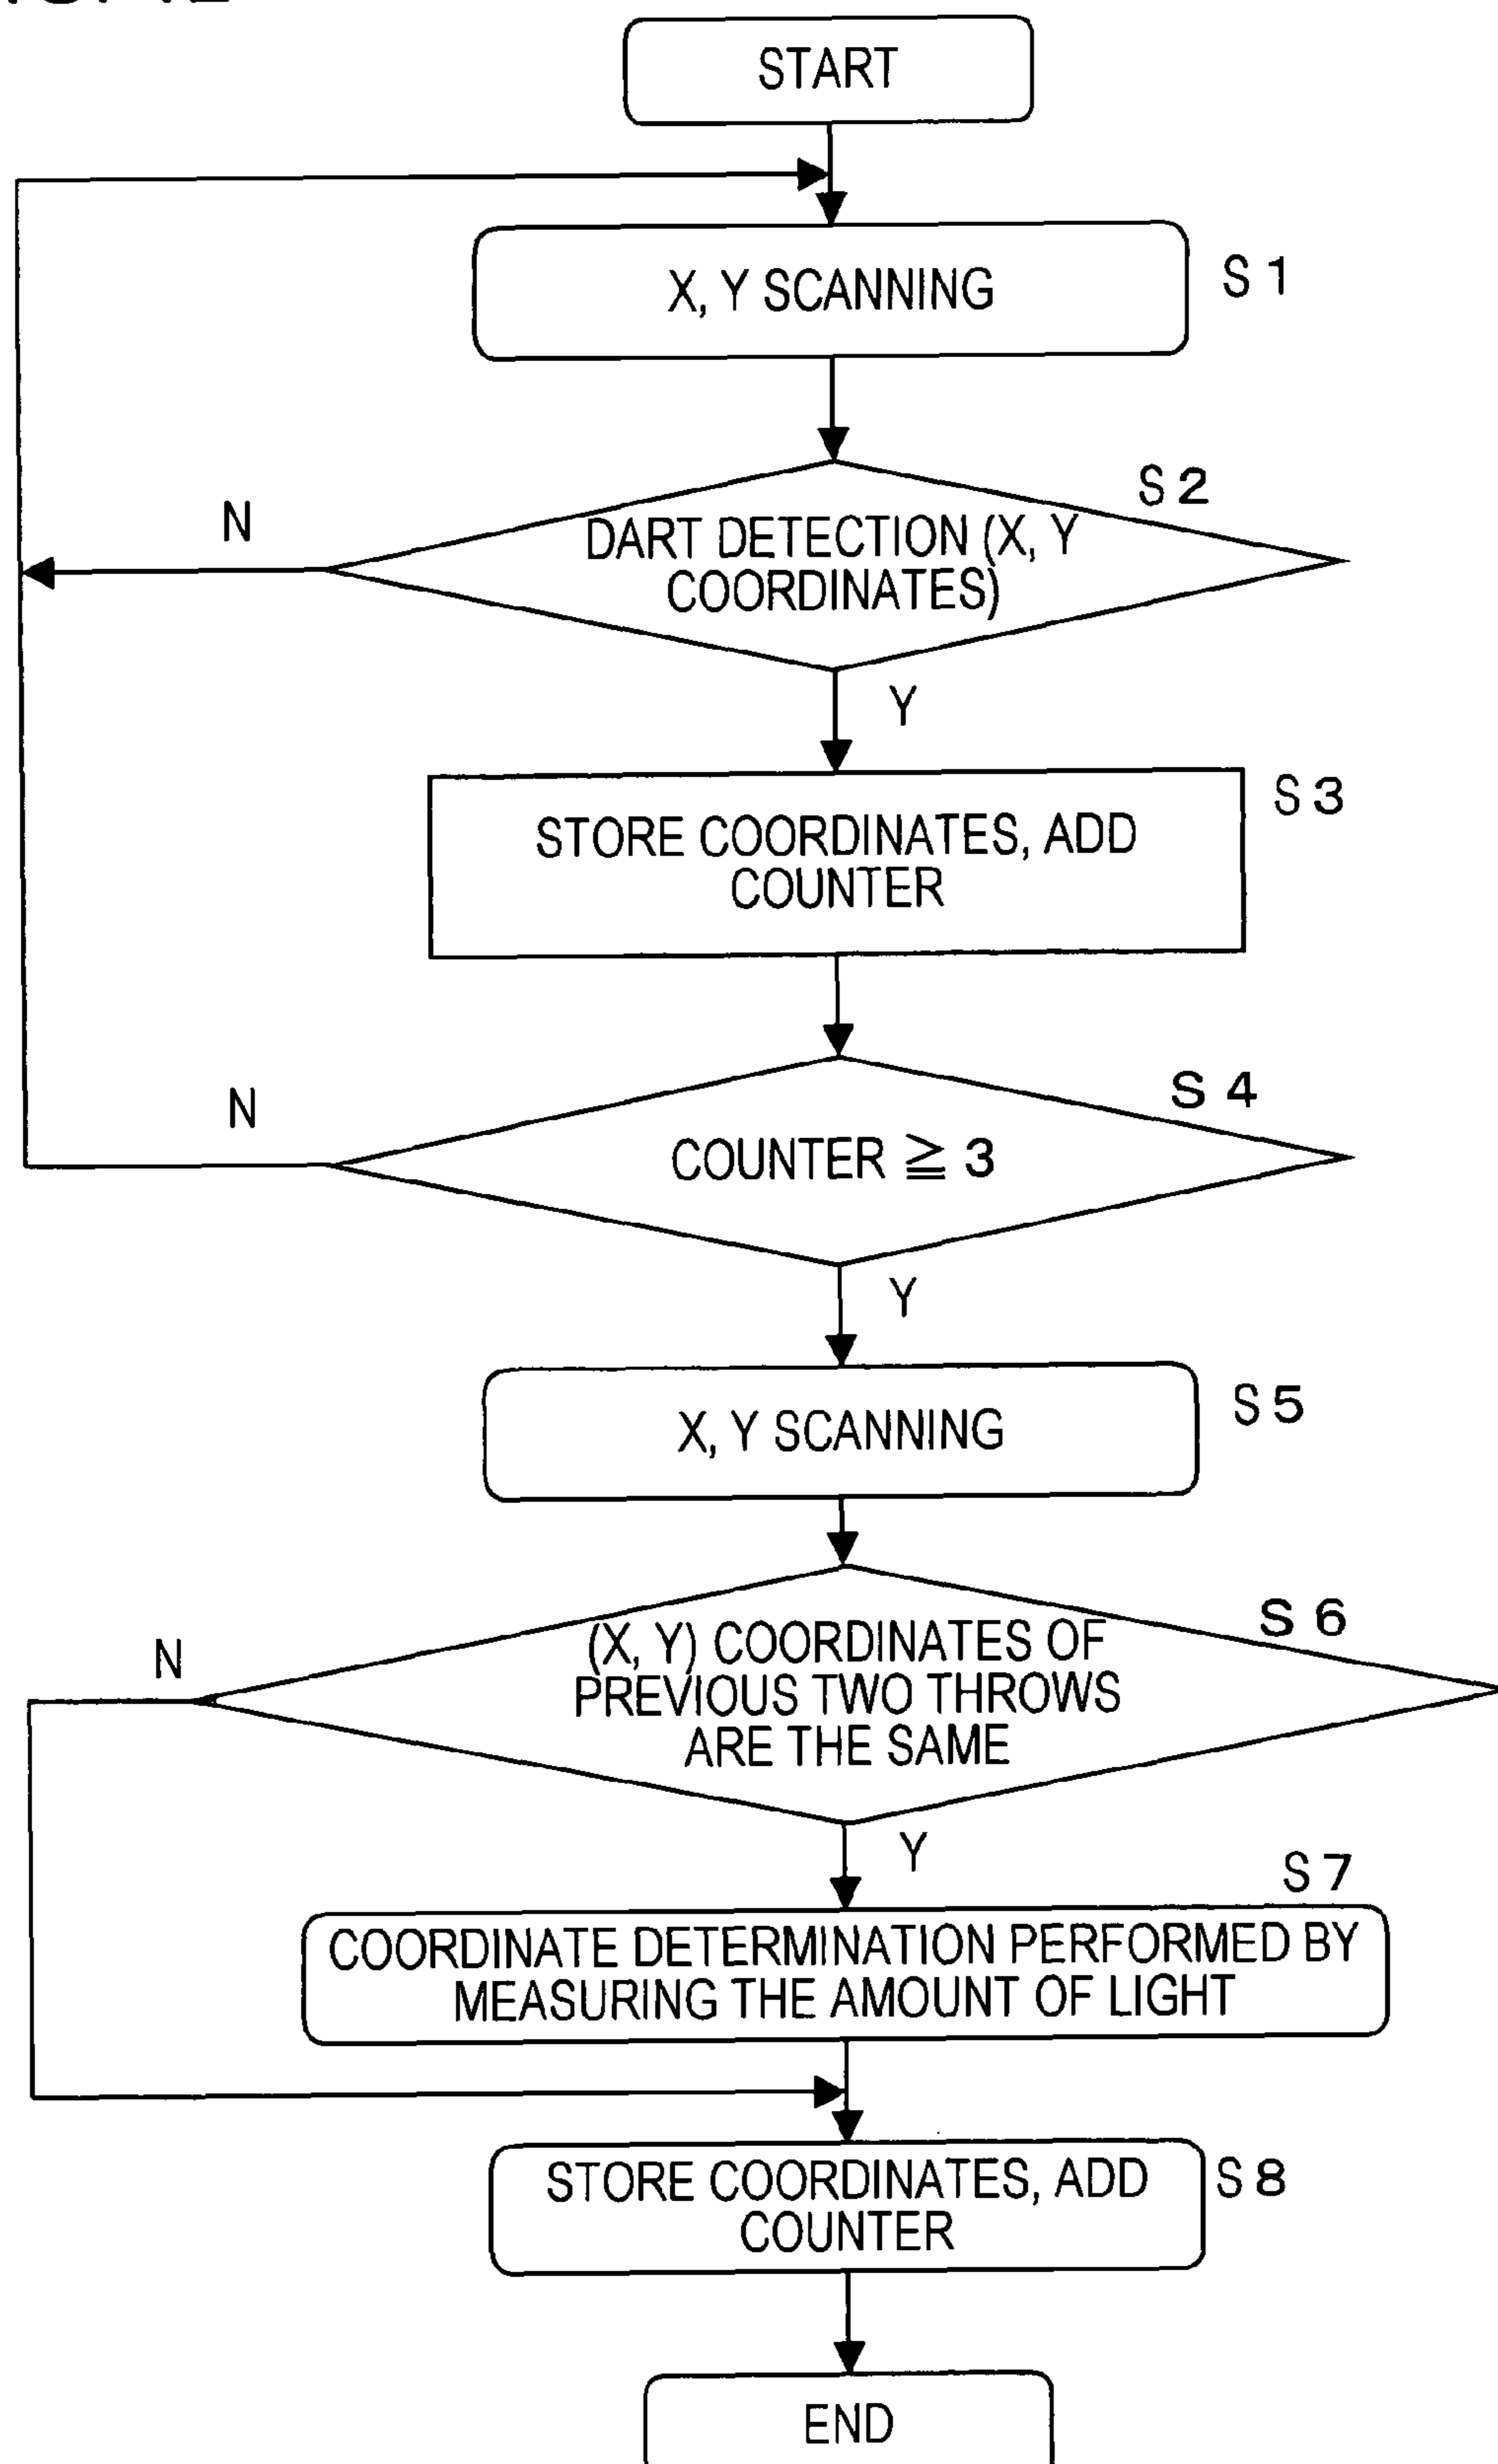 START
X, Y SCANNING
S1
S2
N
DART DETECTION (X, Y
COORDINATES)
Y
S3
STORE COORDINATES, ADD
COUNTER
S4
N
COUNTER ≧ 3
Y
X, Y SCANNING
S5
S6
N
(X, Y) COORDINATES OF
PREVIOUS TWO THROWS
ARE THE SAME
Y
S7
COORDINATE DETERMINATION PERFORMED BY
MEASURING THE AMOUNT OF LIGHT
STORE COORDINATES, ADD
COUNTER
S8
END